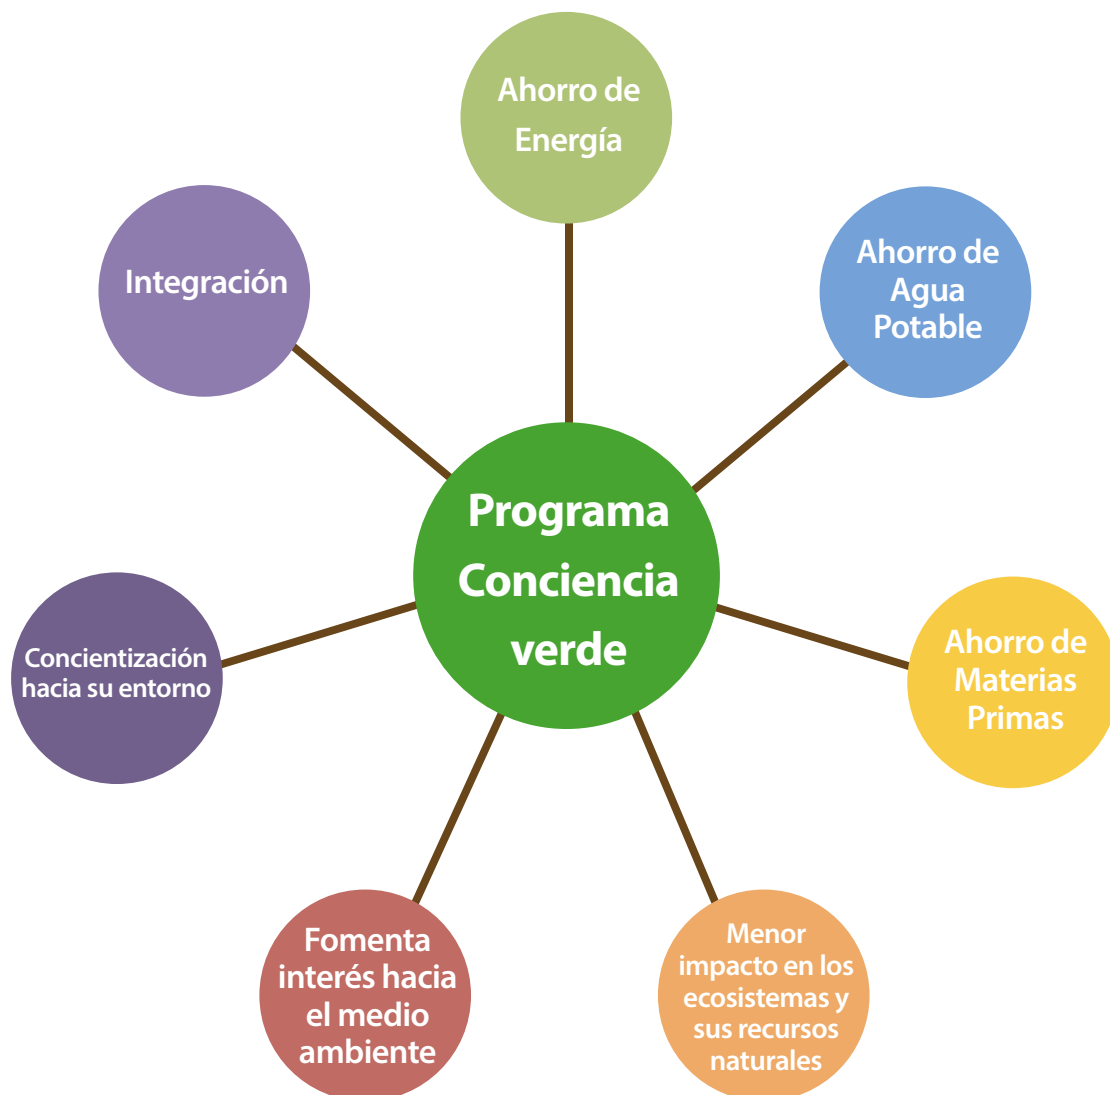 Ahorro de
Energía
Integración
Ahorro de
Agua
Potable
Programa
Conciencia
verde
Concientización
hacia su entorno
Ahorro de
Materias
Primas
Fomenta
interés hacia
el medio
ambiente
Menor
impacto en los
ecosistemas y
sus recursos
naturales